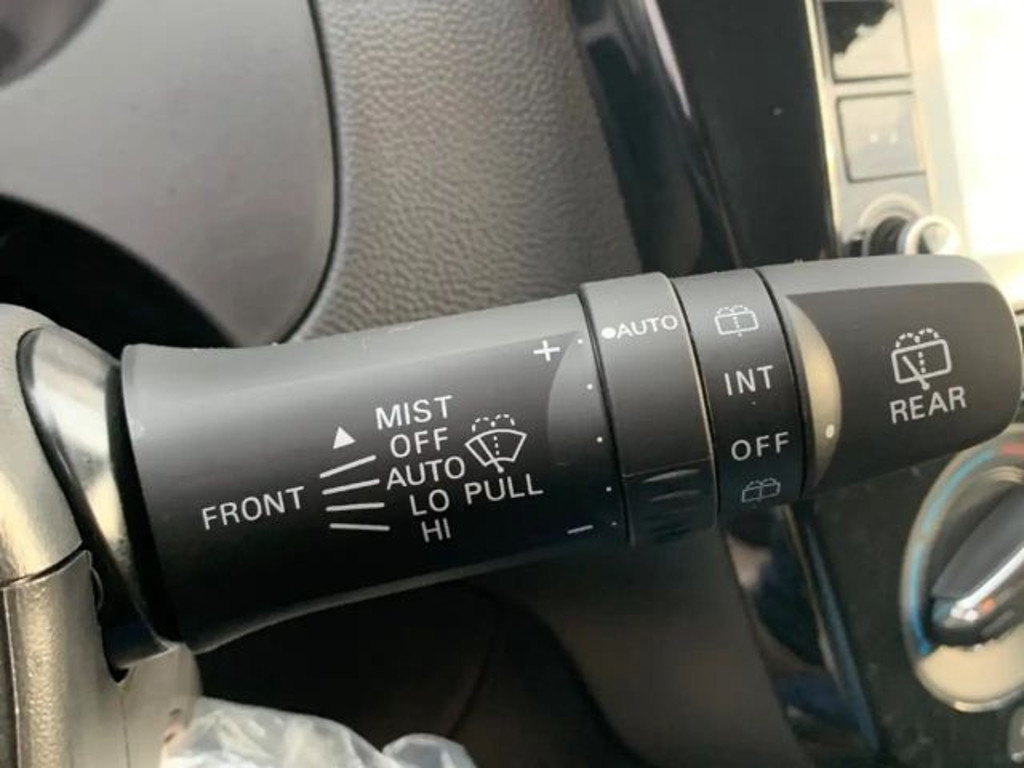 FRONT
MIST
OFF
AUTO
LO PULL
HI
+
−
●AUTO
INT
OFF
REAR